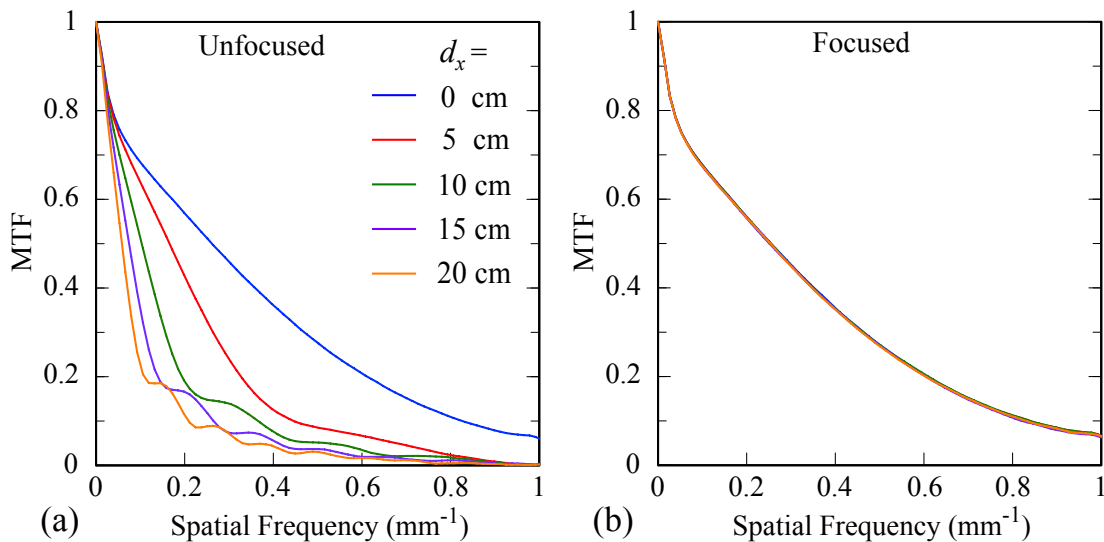 Unfocused
d_x =
0 cm
5 cm
10 cm
15 cm
20 cm
MTF
1
0.8
0.6
0.4
0.2
0
0 0.2 0.4 0.6 0.8 1
(a) Spatial Frequency (mm⁻¹)
Focused
MTF
1
0.8
0.6
0.4
0.2
0
0 0.2 0.4 0.6 0.8 1
(b) Spatial Frequency (mm⁻¹)